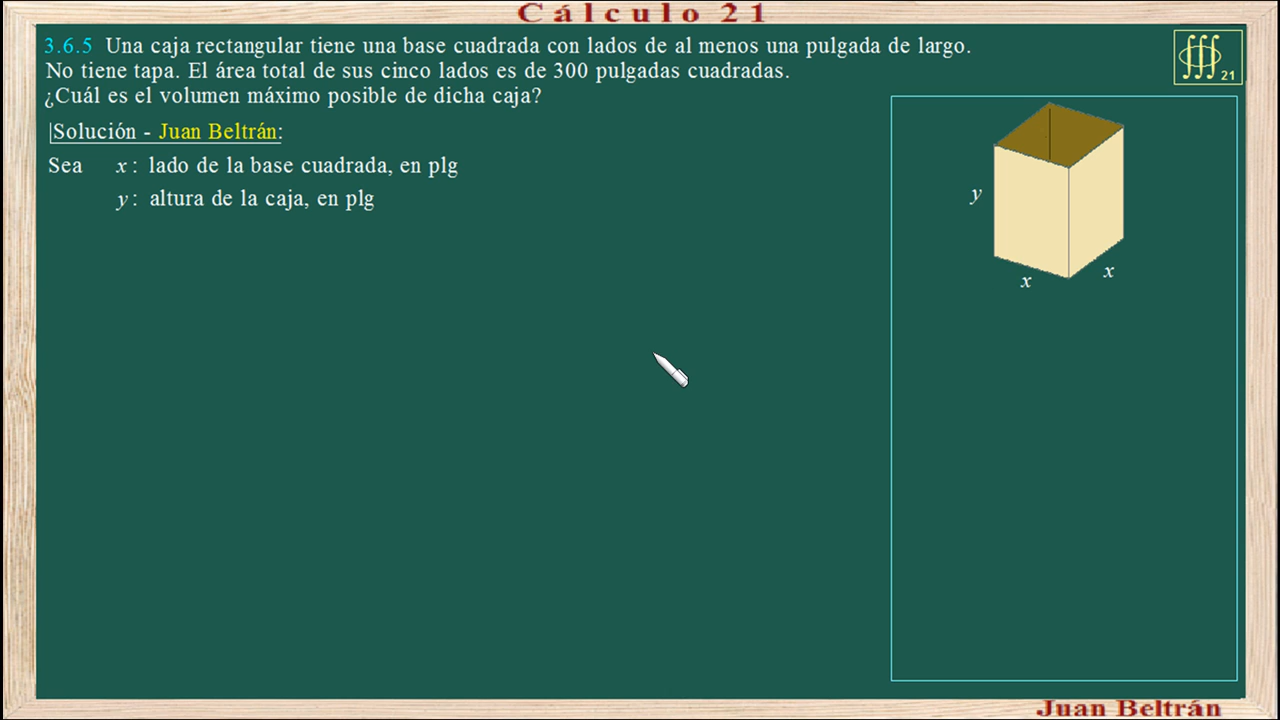 Cálculo 21
3.6.5 Una caja rectangular tiene una base cuadrada con lados de al menos una pulgada de largo.
No tiene tapa. El área total de sus cinco lados es de 300 pulgadas cuadradas.
¿Cuál es el volumen máximo posible de dicha caja?
∯∫ 21
Solución - Juan Beltrán:
Sea x : lado de la base cuadrada, en plg
y : altura de la caja, en plg
y
x
x
Juan Beltrán